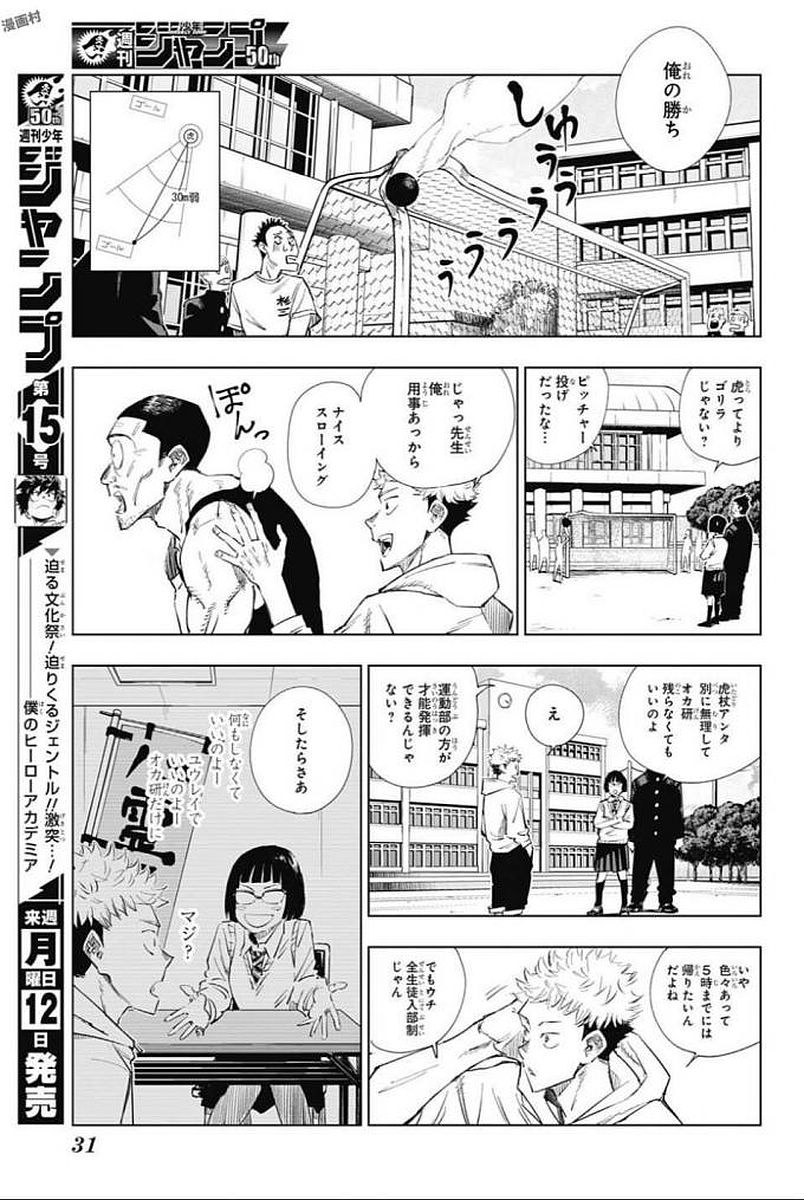 漫画村
週刊少年ジャンプ50th
50th
週刊少年
ジャンプ
第
15
号
▼迫る文化祭!迫りくるジェントル!!激突…!
――僕のヒーローアカデミア
来週
月
曜日
12
日
発売
俺の勝ち
しゅううううううう
ゴール
虎
30m弱
ゴール
虎ってより
ゴリラ
じゃない?
ピッチャー
投げ
だったな…
じゃっ先生
俺
用事あっから
ナイス
スローイング
ぽんっ
虎杖アンタ
別に無理して
オカ研
残らなくても
いいのよ
え
運動部の方が
才能発揮
できるんじゃ
ない?
いや
色々あって
5時までには
帰りたいん
だよね
でもウチ
全生徒入部制
じゃん
そしたらさあ
何もしなくて
いいのよー
ユウレイで
いいのよー
オカ研だけに
霊
マジ?
31